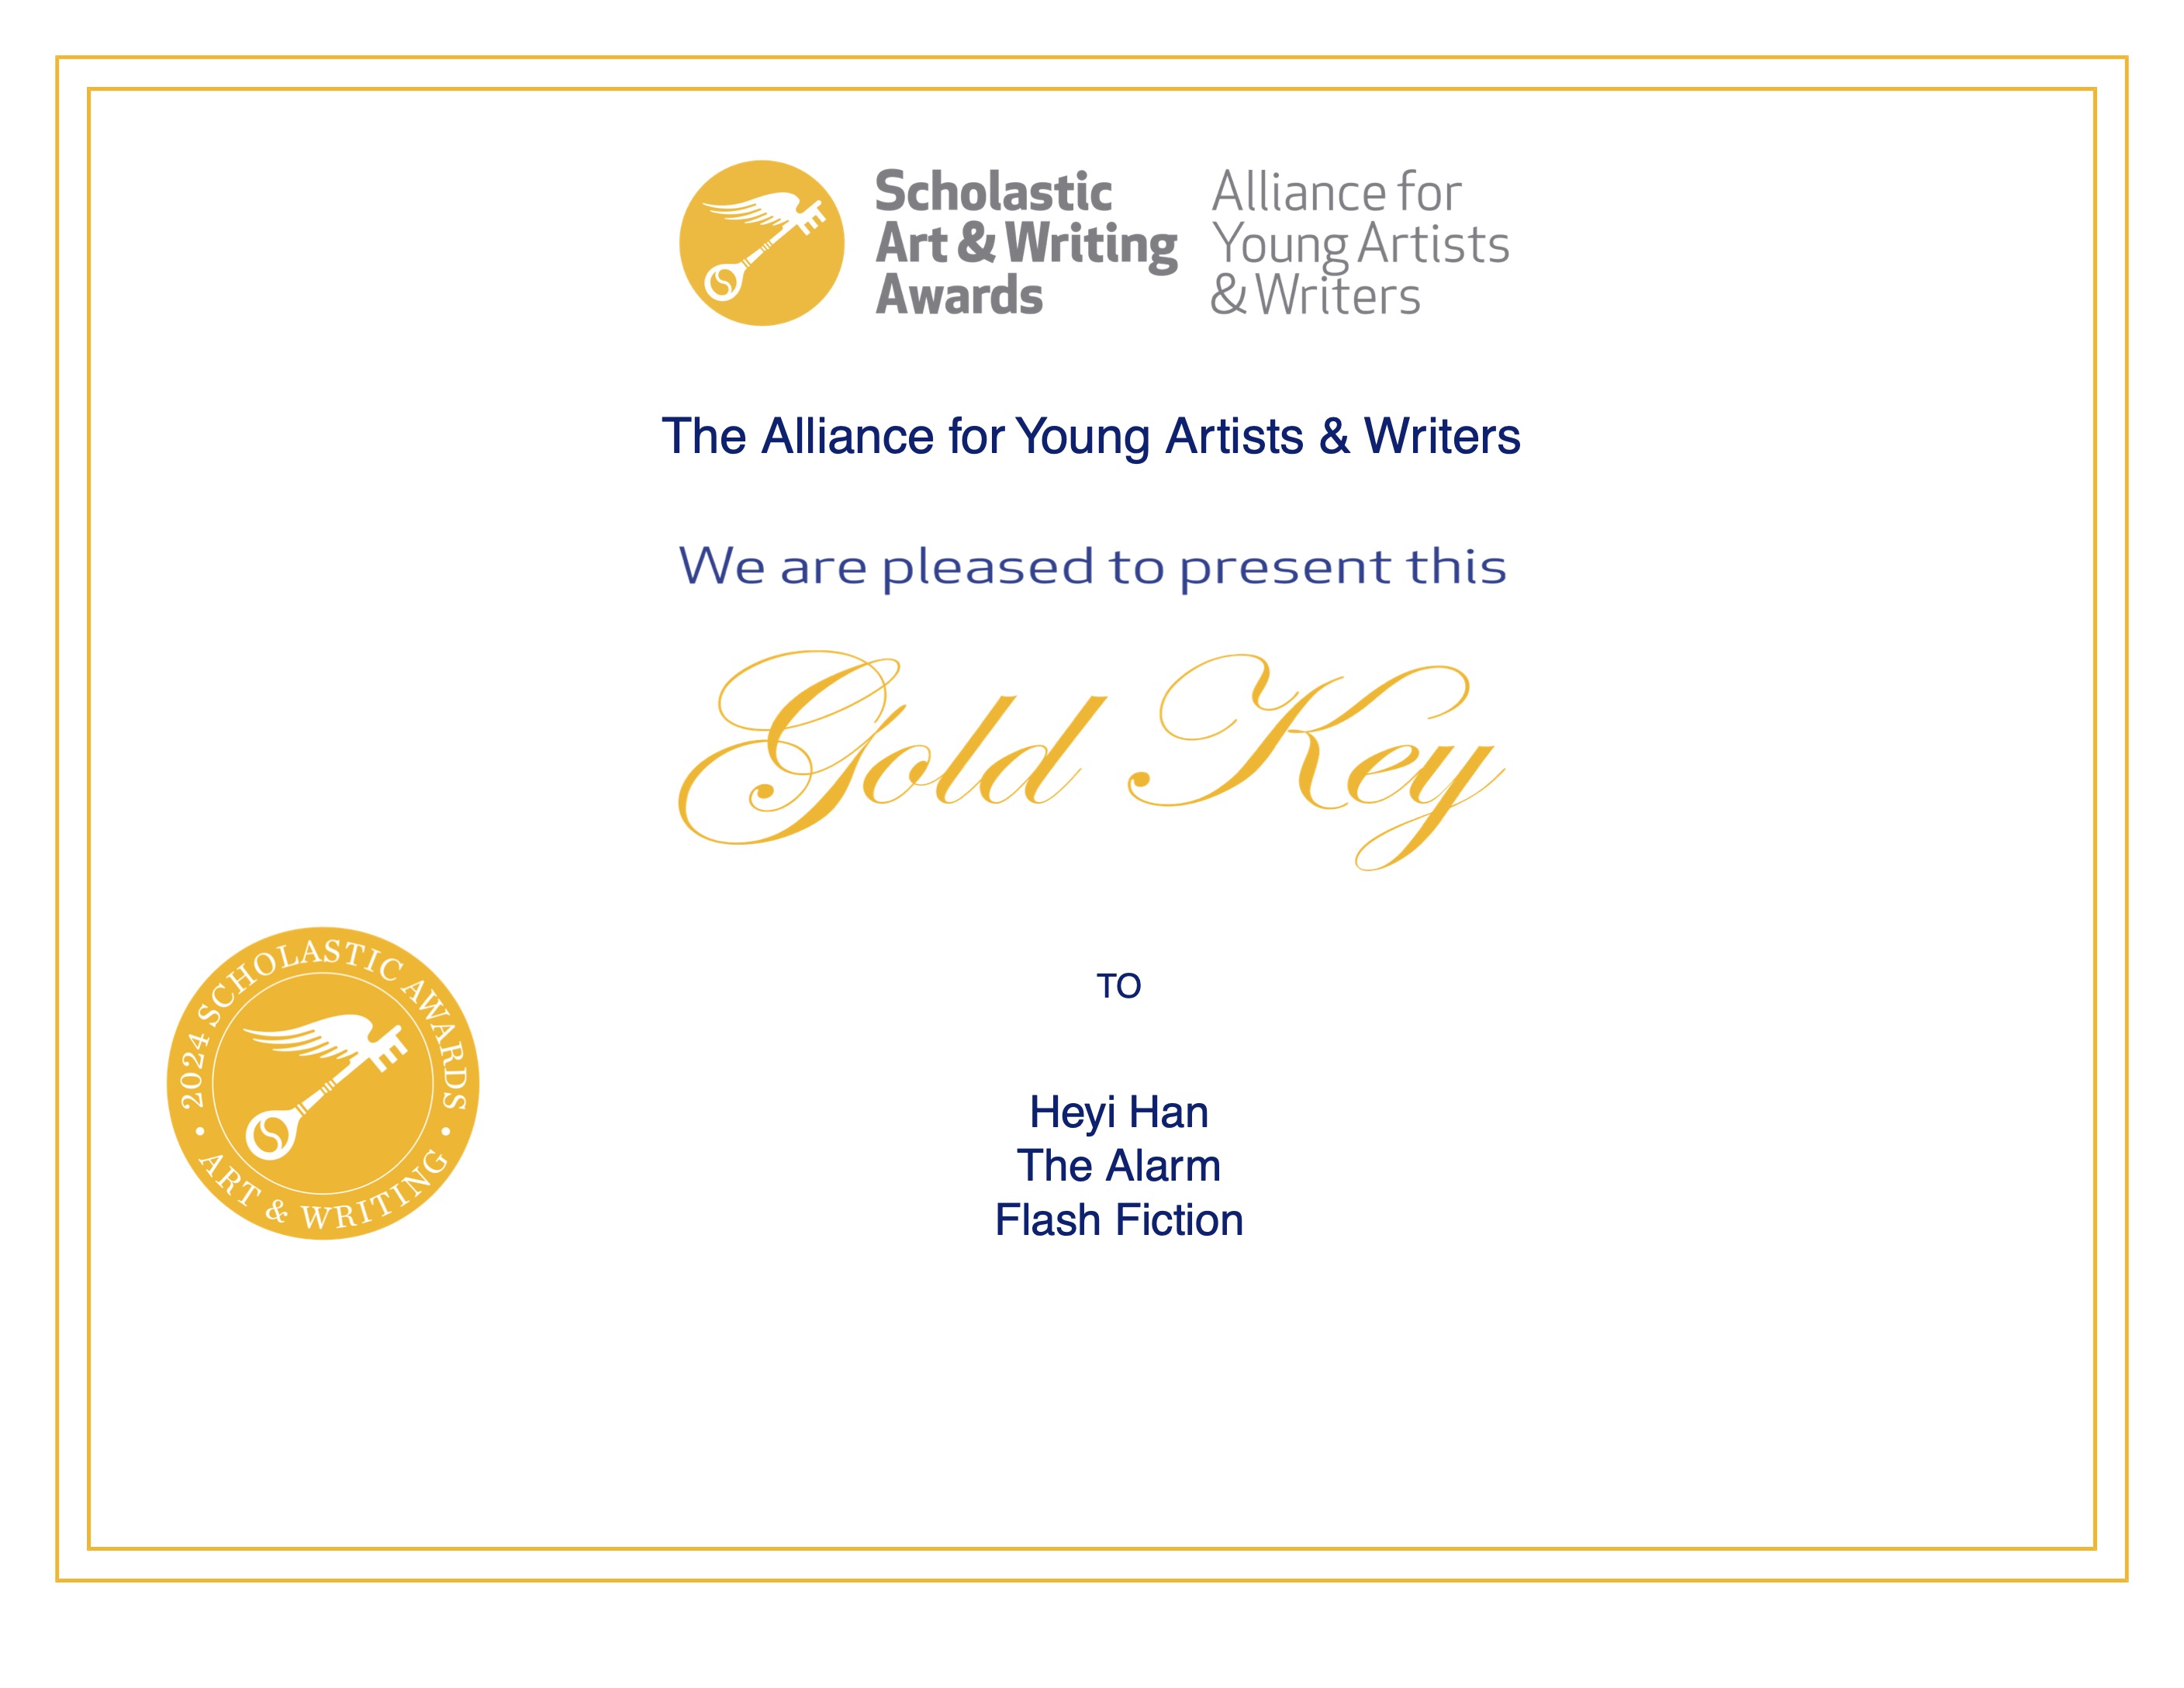 Scholastic
Art & Writing
Awards
Alliance for
Young Artists
& Writers
The Alliance for Young Artists & Writers
We are pleased to present this
Gold Key
2024 SCHOLASTIC AWARDS
• ART & WRITING •
TO
Heyi Han
The Alarm
Flash Fiction